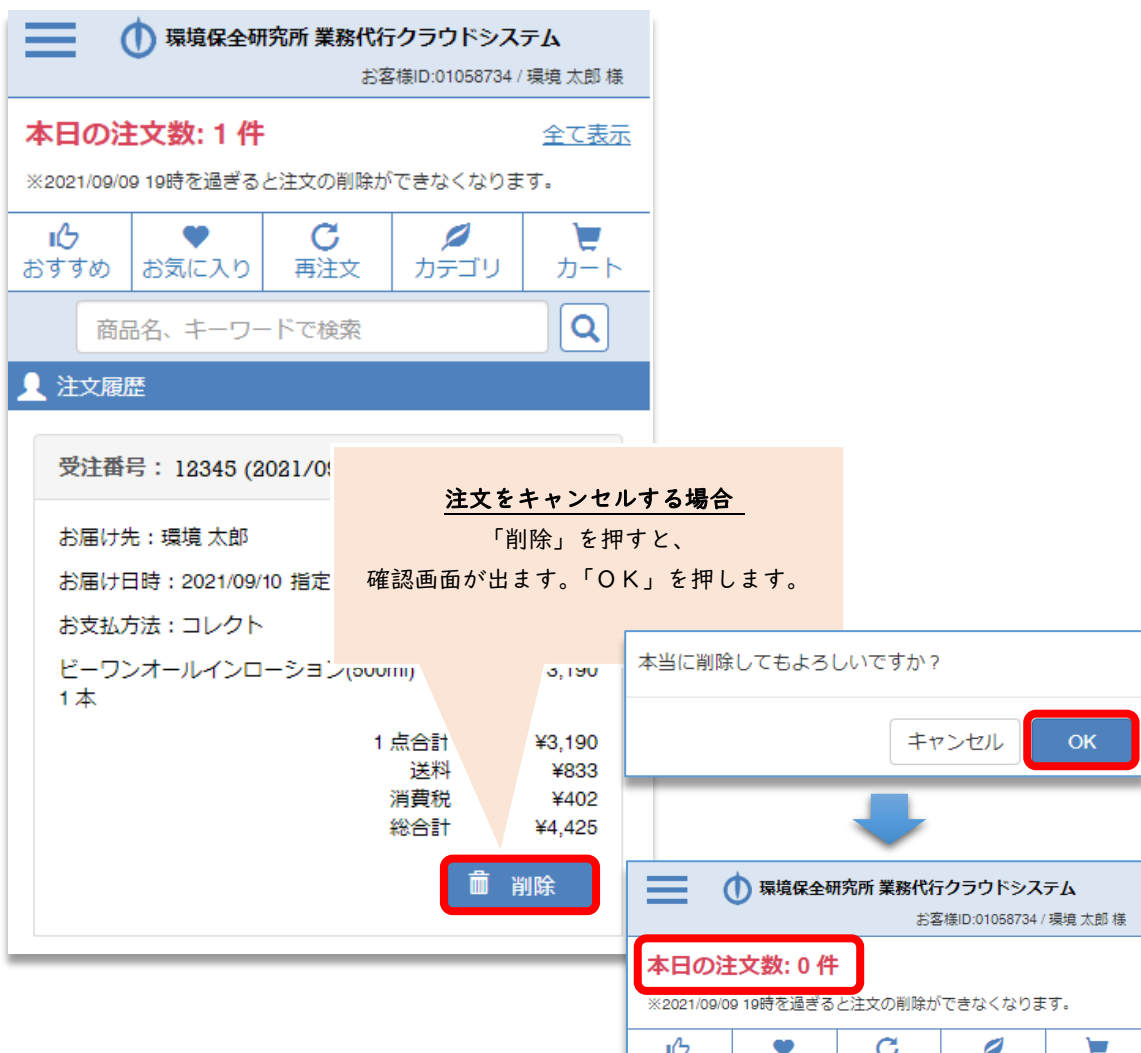 環境保全研究所 業務代行クラウドシステム
お客様ID:01058734 / 環境 太郎 様
本日の注文数: 1 件
全て表示
※2021/09/09 19時を過ぎると注文の削除ができなくなります。
おすすめ
お気に入り
再注文
カテゴリ
カート
商品名、キーワードで検索
注文履歴
受注番号： 12345 (2021/09
お届け先：環境 太郎
お届け日時：2021/09/10 指定
お支払方法：コレクト
ビーワンオールインローション(500ml) 3,190
1 本
1 点合計 ¥3,190
送料 ¥833
消費税 ¥402
総合計 ¥4,425
削除
注文をキャンセルする場合
「削除」を押すと、
確認画面が出ます。「ＯＫ」を押します。
本当に削除してもよろしいですか？
キャンセル
OK
環境保全研究所 業務代行クラウドシステム
お客様ID:01058734 / 環境 太郎 様
本日の注文数: 0 件
※2021/09/09 19時を過ぎると注文の削除ができなくなります。